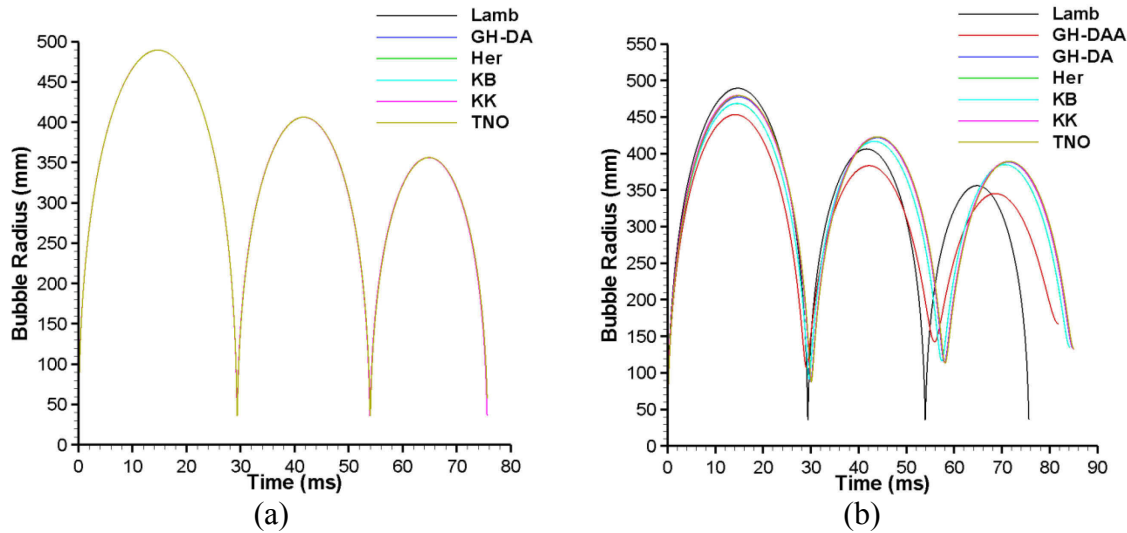 Lamb
GH-DA
Her
KB
KK
TNO
500
450
400
350
300
250
200
150
100
50
0
Bubble Radius (mm)
0 10 20 30 40 50 60 70 80
Time (ms)
(a)
Lamb
GH-DAA
GH-DA
Her
KB
KK
TNO
550
500
450
400
350
300
250
200
150
100
50
0
Bubble Radius (mm)
0 10 20 30 40 50 60 70 80 90
Time (ms)
(b)